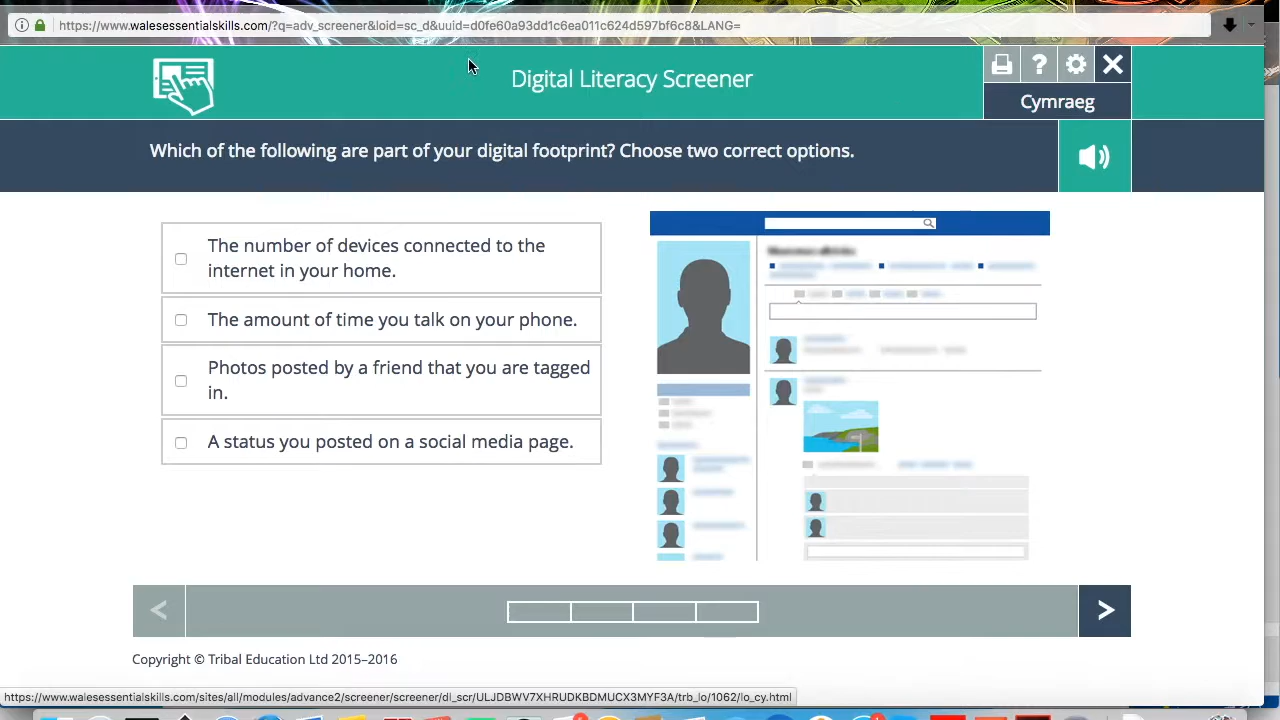 https://www.walesessentialskills.com/?q=adv_screener&loid=sc_d&uuid=d0fe60a93dd1c6ea011c624d597bf6c8&LANG=
Digital Literacy Screener
?
Cymraeg
Which of the following are part of your digital footprint? Choose two correct options.
The number of devices connected to the
internet in your home.
The amount of time you talk on your phone.
Photos posted by a friend that you are tagged
in.
A status you posted on a social media page.
Copyright © Tribal Education Ltd 2015–2016
https://www.walesessentialskills.com/sites/all/modules/advance2/screener/screener/dl_scr/ULJDBWV7XHRUDKBDMUCX3MYF3A/trb_lo/1062/lo_cy.html